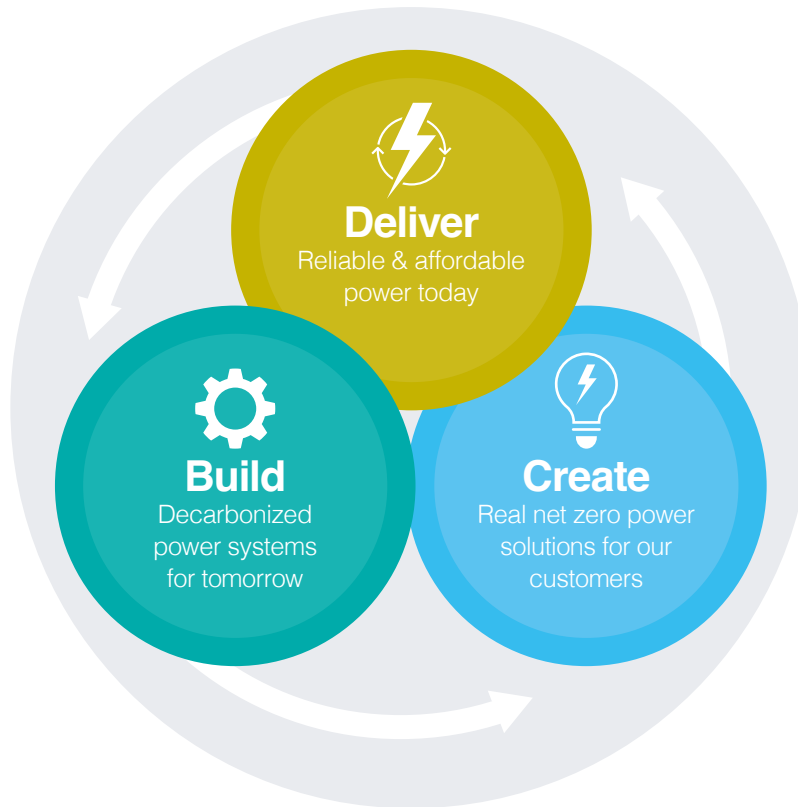 Deliver
Reliable & affordable
power today
Build
Decarbonized
power systems
for tomorrow
Create
Real net zero power
solutions for our
customers